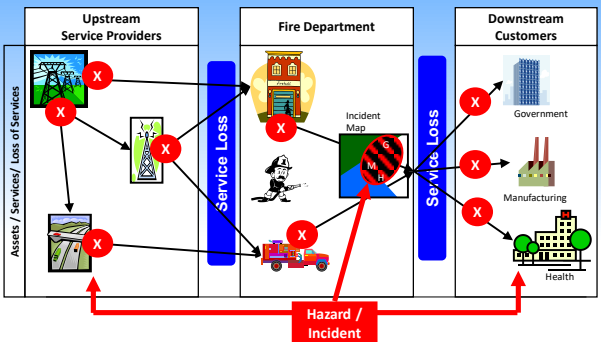 Upstream
Service Providers
Fire Department
Downstream
Customers
Assets / Services/ Loss of Services
X
X
X
X
Service Loss
X
X
Incident
Map
G
M
H
Service Loss
X
X
X
Government
Manufacturing
Health
Hazard /
Incident